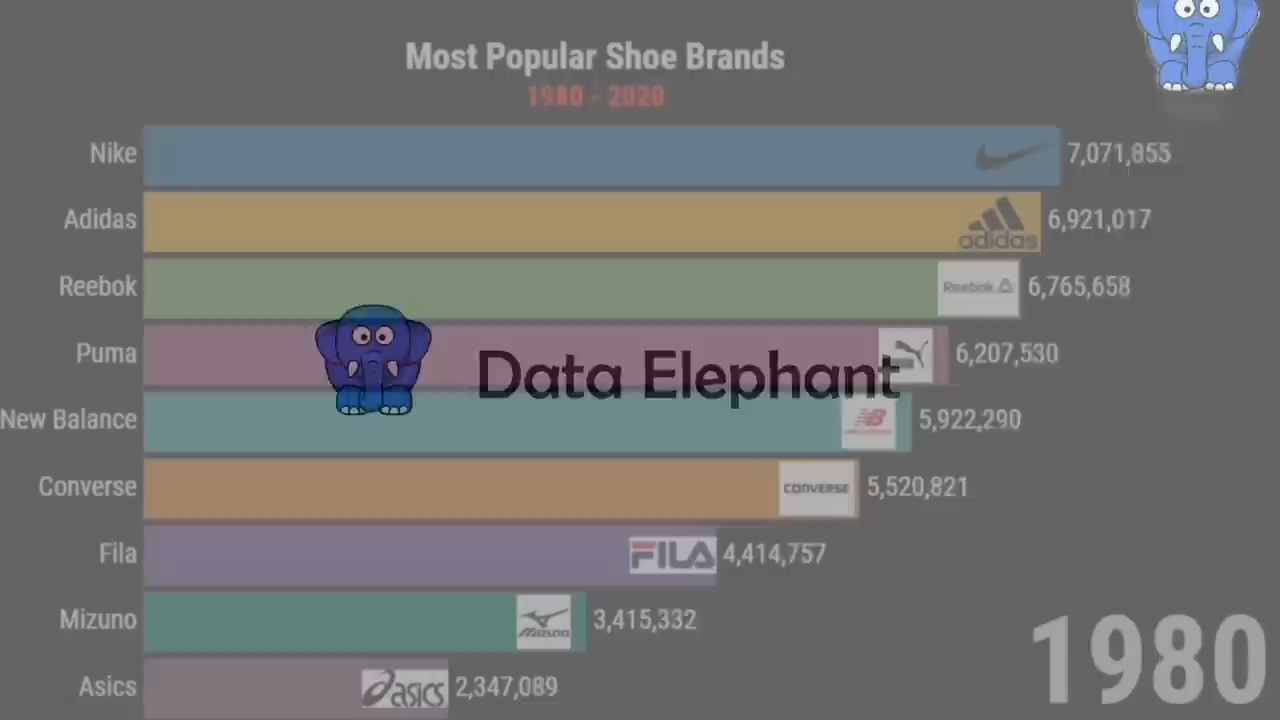 Most Popular Shoe Brands
1980 - 2020
Nike 7,071,855
Adidas adidas 6,921,017
Reebok Reebok 6,765,658
Puma 6,207,530
Data Elephant
New Balance NB 5,922,290
Converse CONVERSE 5,520,821
Fila FILA 4,414,757
Mizuno MIZUNO 3,415,332
Asics asics 2,347,089
1980